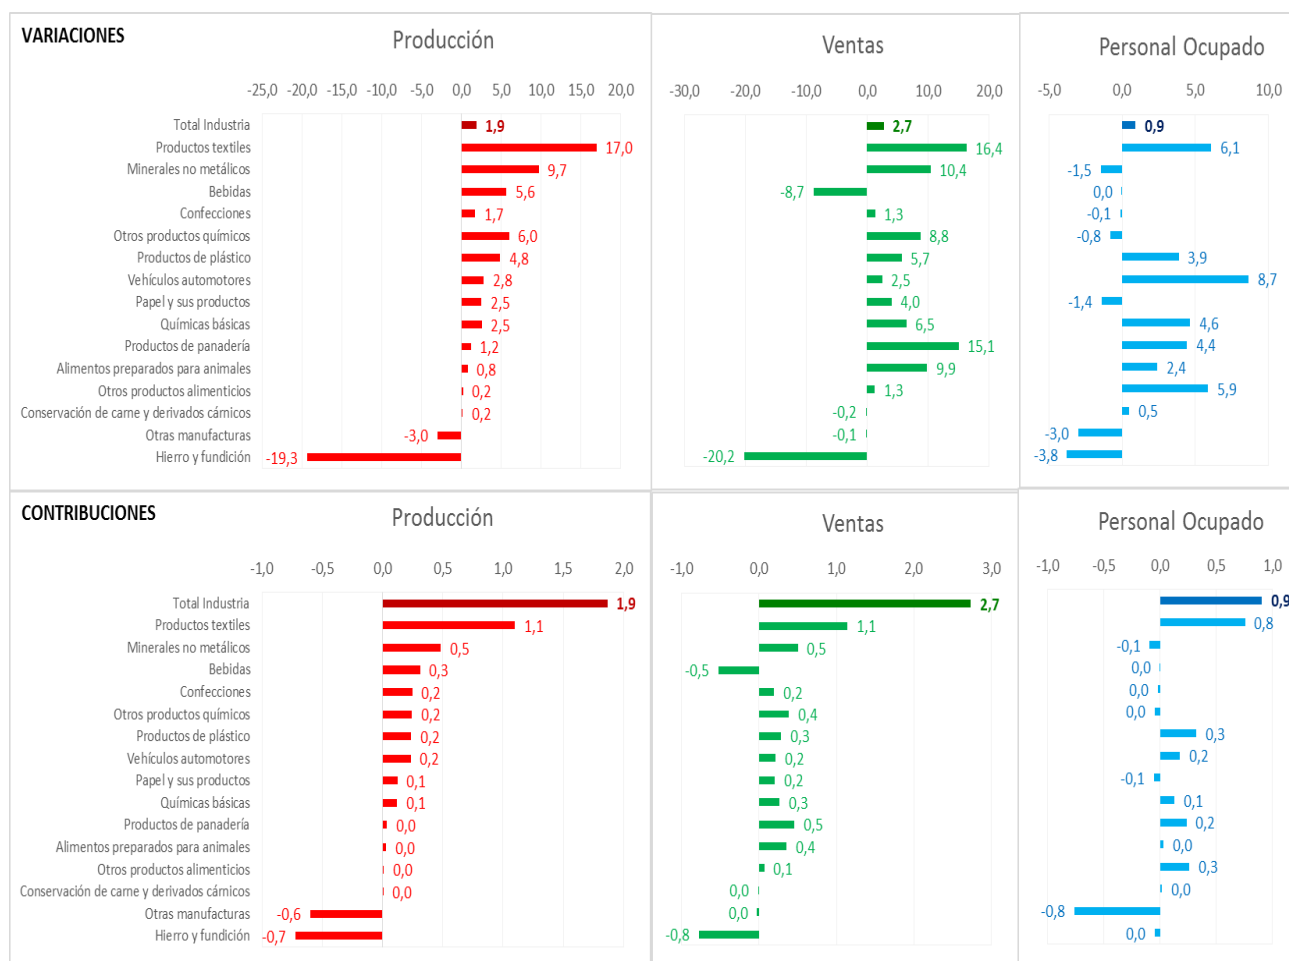 VARIACIONES
Producción
Ventas
Personal Ocupado
-25,0 -20,0 -15,0 -10,0 -5,0 0,0 5,0 10,0 15,0 20,0
-30,0 -20,0 -10,0 0,0 10,0 20,0
-5,0 0,0 5,0 10,0
Total Industria 1,9 2,7 0,9
Productos textiles 17,0 16,4 6,1
Minerales no metálicos 9,7 10,4 -1,5
Bebidas 5,6 -8,7 0,0
Confecciones 1,7 1,3 -0,1
Otros productos químicos 6,0 8,8 -0,8
Productos de plástico 4,8 5,7 3,9
Vehículos automotores 2,8 2,5 8,7
Papel y sus productos 2,5 4,0 -1,4
Químicas básicas 2,5 6,5 4,6
Productos de panadería 1,2 15,1 4,4
Alimentos preparados para animales 0,8 9,9 2,4
Otros productos alimenticios 0,2 1,3 5,9
Conservación de carne y derivados cárnicos 0,2 -0,2 0,5
Otras manufacturas -3,0 -0,1 -3,0
Hierro y fundición -19,3 -20,2 -3,8
CONTRIBUCIONES
Producción
Ventas
Personal Ocupado
-1,0 -0,5 0,0 0,5 1,0 1,5 2,0
-1,0 0,0 1,0 2,0 3,0
-1,0 -0,5 0,0 0,5 1,0
Total Industria 1,9 2,7 0,9
Productos textiles 1,1 1,1 0,8
Minerales no metálicos 0,5 0,5 -0,1
Bebidas 0,3 -0,5 0,0
Confecciones 0,2 0,2 0,0
Otros productos químicos 0,2 0,4 0,0
Productos de plástico 0,2 0,3 0,3
Vehículos automotores 0,2 0,2 0,2
Papel y sus productos 0,1 0,2 -0,1
Químicas básicas 0,1 0,3 0,1
Productos de panadería 0,0 0,5 0,2
Alimentos preparados para animales 0,0 0,4 0,0
Otros productos alimenticios 0,0 0,1 0,3
Conservación de carne y derivados cárnicos 0,0 0,0 0,0
Otras manufacturas -0,6 0,0 -0,8
Hierro y fundición -0,7 -0,8 0,0